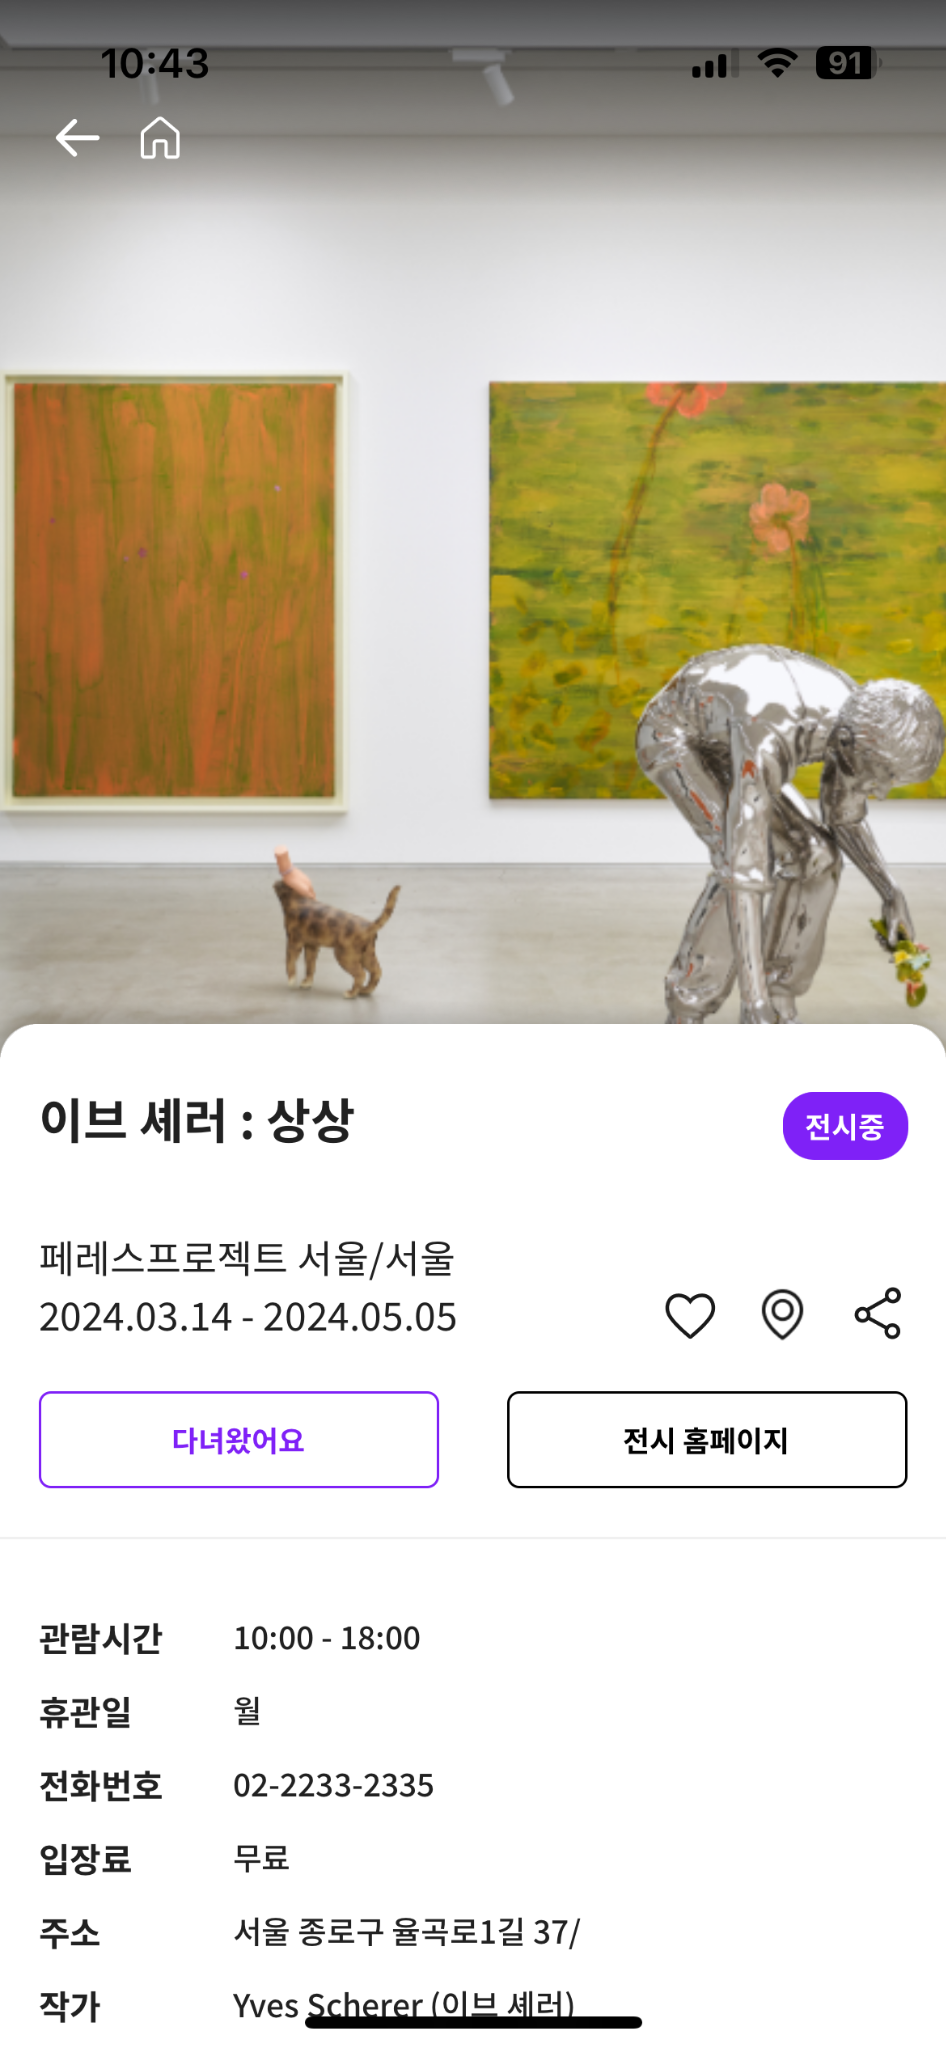 10:43
91
이브 셰러 : 상상
전시중
페레스프로젝트 서울/서울
2024.03.14 - 2024.05.05
다녀왔어요
전시 홈페이지
관람시간 10:00 - 18:00
휴관일 월
전화번호 02-2233-2335
입장료 무료
주소 서울 종로구 율곡로1길 37/
작가 Yves Scherer (이브 셰러)